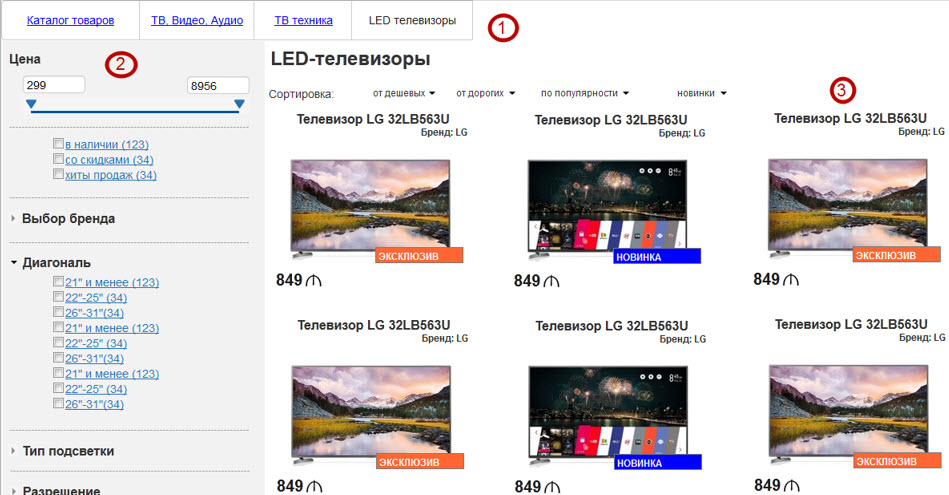 Каталог товаров ТВ, Видео, Аудио ТВ техника LED телевизоры
1
Цена
2
299 8956
в наличии (123)
со скидками (34)
хиты продаж (34)
Выбор бренда
Диагональ
21" и менее (123)
22"-25" (34)
26"-31"(34)
21" и менее (123)
22"-25" (34)
26"-31"(34)
21" и менее (123)
22"-25" (34)
26"-31"(34)
Тип подсветки
Разрешение
LED-телевизоры
Сортировка: от дешевых от дорогих по популярности новинки
3
Телевизор LG 32LB563U Телевизор LG 32LB563U Телевизор LG 32LB563U
Бренд: LG Бренд: LG Бренд: LG
ЭКСКЛЮЗИВ НОВИНКА ЭКСКЛЮЗИВ
849 ₼ 849 ₼ 849 ₼
Телевизор LG 32LB563U Телевизор LG 32LB563U Телевизор LG 32LB563U
Бренд: LG Бренд: LG Бренд: LG
ЭКСКЛЮЗИВ НОВИНКА ЭКСКЛЮЗИВ
849 ₼ 849 ₼ 849 ₼